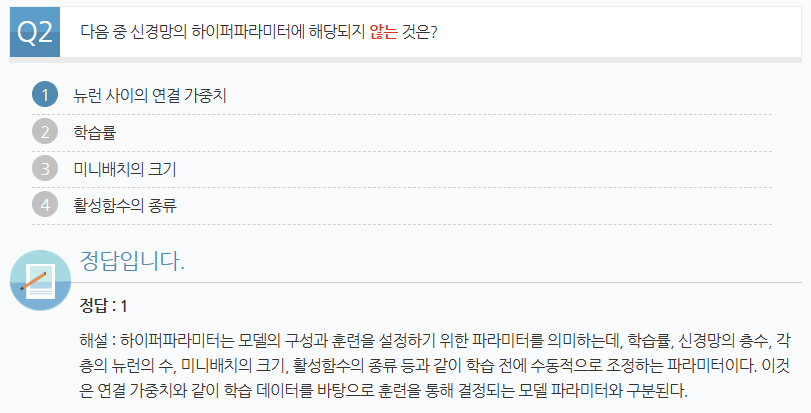 Q2 다음 중 신경망의 하이퍼파라미터에 해당되지 않는 것은?
1 뉴런 사이의 연결 가중치
2 학습률
3 미니배치의 크기
4 활성함수의 종류
정답입니다.
정답 : 1
해설 : 하이퍼파라미터는 모델의 구성과 훈련을 설정하기 위한 파라미터를 의미하는데, 학습률, 신경망의 층수, 각
층의 뉴런의 수, 미니배치의 크기, 활성함수의 종류 등과 같이 학습 전에 수동적으로 조정하는 파라미터이다. 이것
은 연결 가중치와 같이 학습 데이터를 바탕으로 훈련을 통해 결정되는 모델 파라미터와 구분된다.